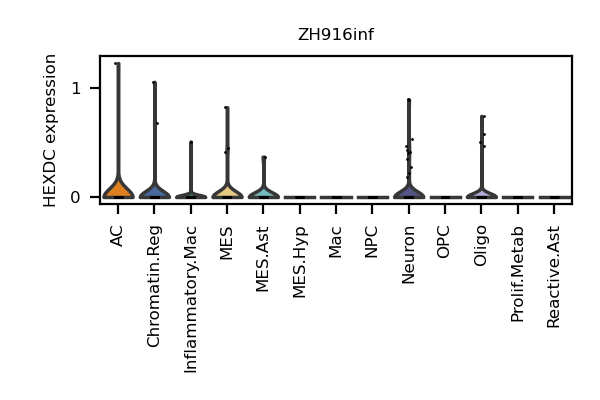 ZH916inf
HEXDC expression
1
0
AC
Chromatin.Reg
Inflammatory.Mac
MES
MES.Ast
MES.Hyp
Mac
NPC
Neuron
OPC
Oligo
Prolif.Metab
Reactive.Ast